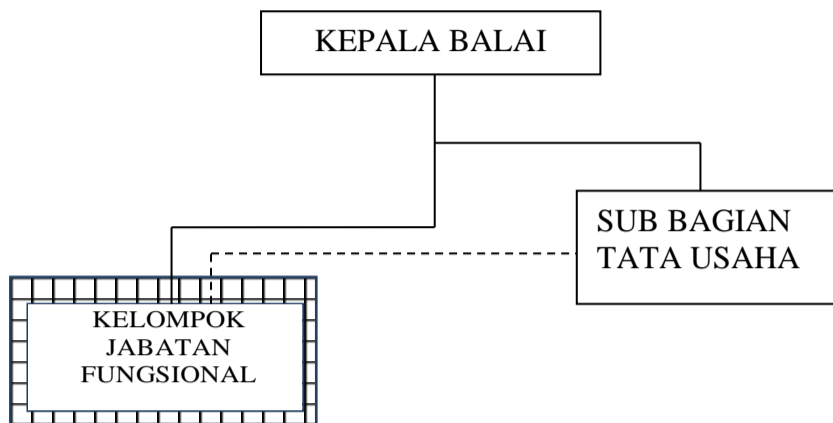 KEPALA BALAI
SUB BAGIAN
TATA USAHA
KELOMPOK
JABATAN
FUNGSIONAL